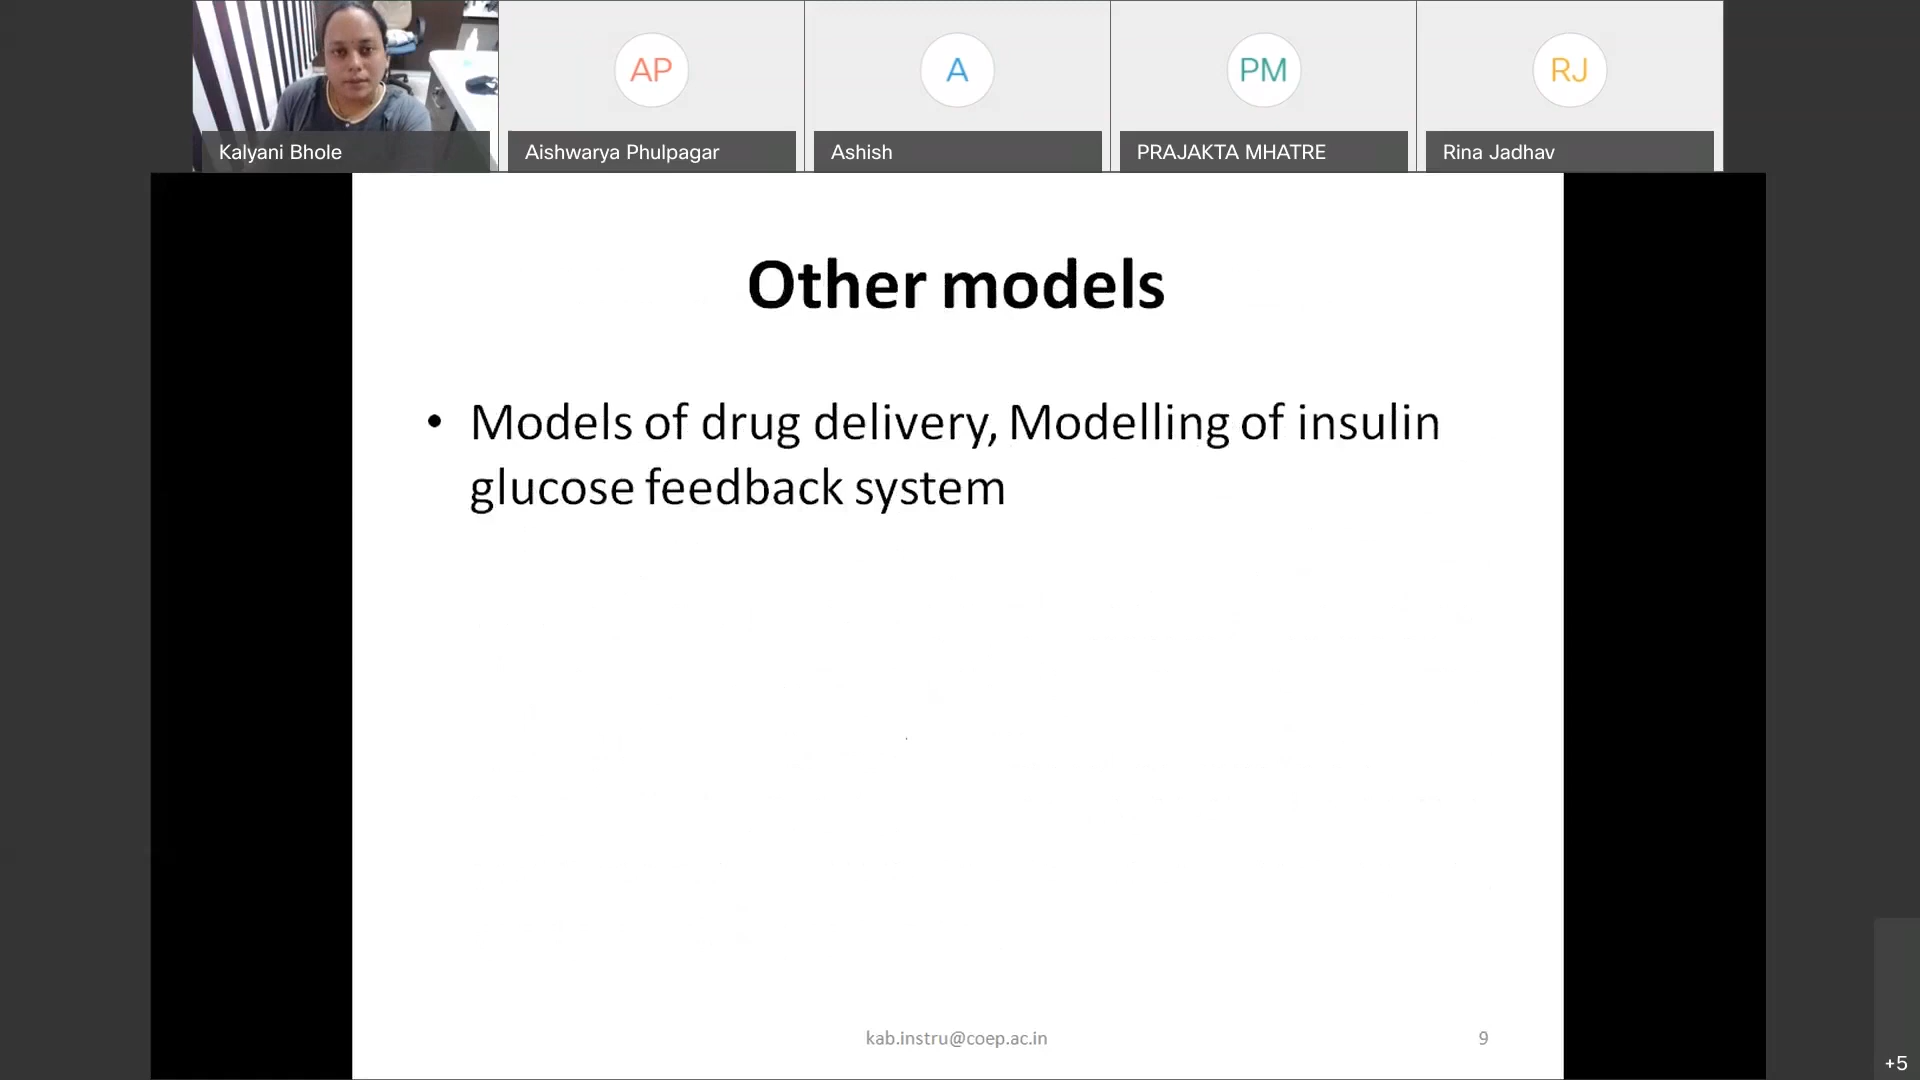 AP
A
PM
RJ
Kalyani Bhole
Aishwarya Phulpagar
Ashish
PRAJAKTA MHATRE
Rina Jadhav
Other models
• Models of drug delivery, Modelling of insulin
glucose feedback system
kab.instru@coep.ac.in
9
+5